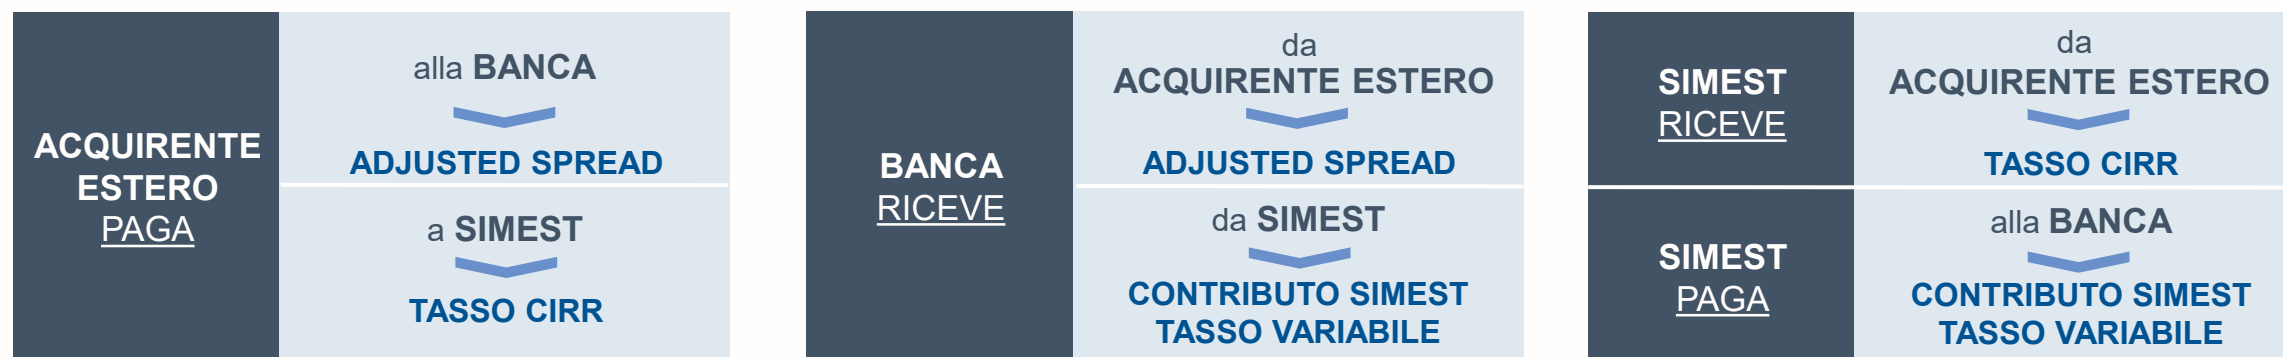 ACQUIRENTE
ESTERO
PAGA
alla BANCA
ADJUSTED SPREAD
a SIMEST
TASSO CIRR
BANCA
RICEVE
da
ACQUIRENTE ESTERO
ADJUSTED SPREAD
da SIMEST
CONTRIBUTO SIMEST
TASSO VARIABILE
SIMEST
RICEVE
da
ACQUIRENTE ESTERO
TASSO CIRR
SIMEST
PAGA
alla BANCA
CONTRIBUTO SIMEST
TASSO VARIABILE